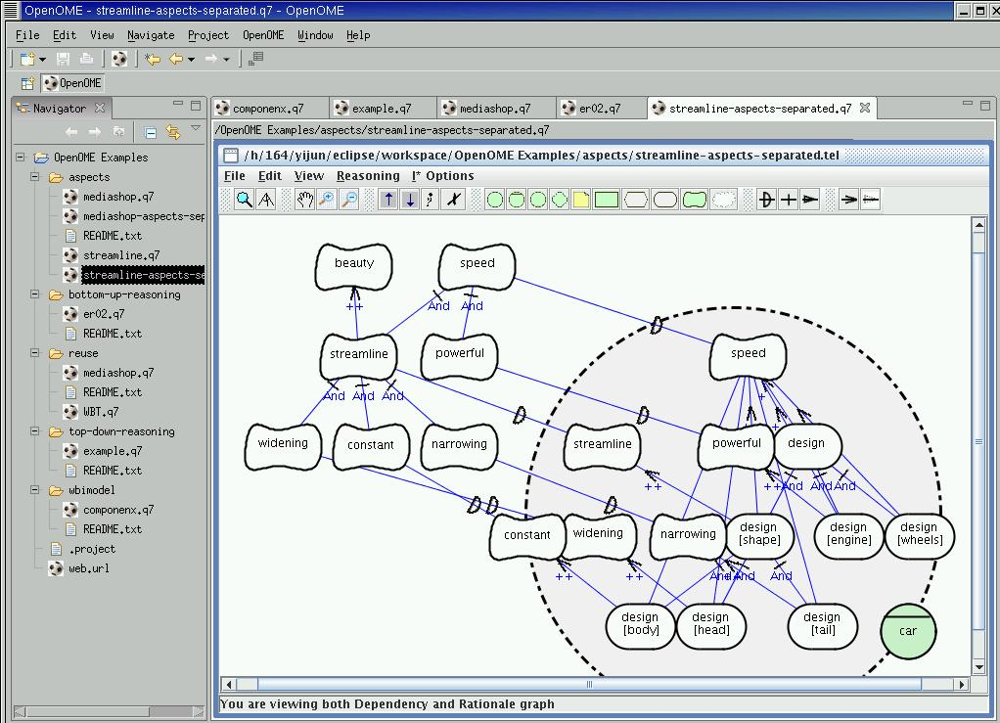 OpenOME - streamline-aspects-separated.q7 - OpenOME
File Edit View Navigate Project OpenOME Window Help
OpenOME
Navigator
OpenOME Examples
aspects
mediashop.q7
mediashop-aspects-sep
README.txt
streamline.q7
streamline-aspects-se
bottom-up-reasoning
er02.q7
README.txt
reuse
mediashop.q7
README.txt
WBT.q7
top-down-reasoning
example.q7
README.txt
wbimodel
componenx.q7
README.txt
.project
web.url
componenx.q7 example.q7 mediashop.q7 er02.q7 streamline-aspects-separated.q7
/OpenOME Examples/aspects/streamline-aspects-separated.q7
/h/164/yijun/eclipse/workspace/OpenOME Examples/aspects/streamline-aspects-separated.tel
File Edit View Reasoning I* Options
beauty speed
++ And And
D
streamline powerful speed
And And And
+
D D
+
widening constant narrowing streamline powerful design
++ ++ And And And
D D D
constant widening narrowing design
[shape]
design
[engine]
design
[wheels]
++ ++ And And And
design
[body]
design
[head]
design
[tail]
car
You are viewing both Dependency and Rationale graph